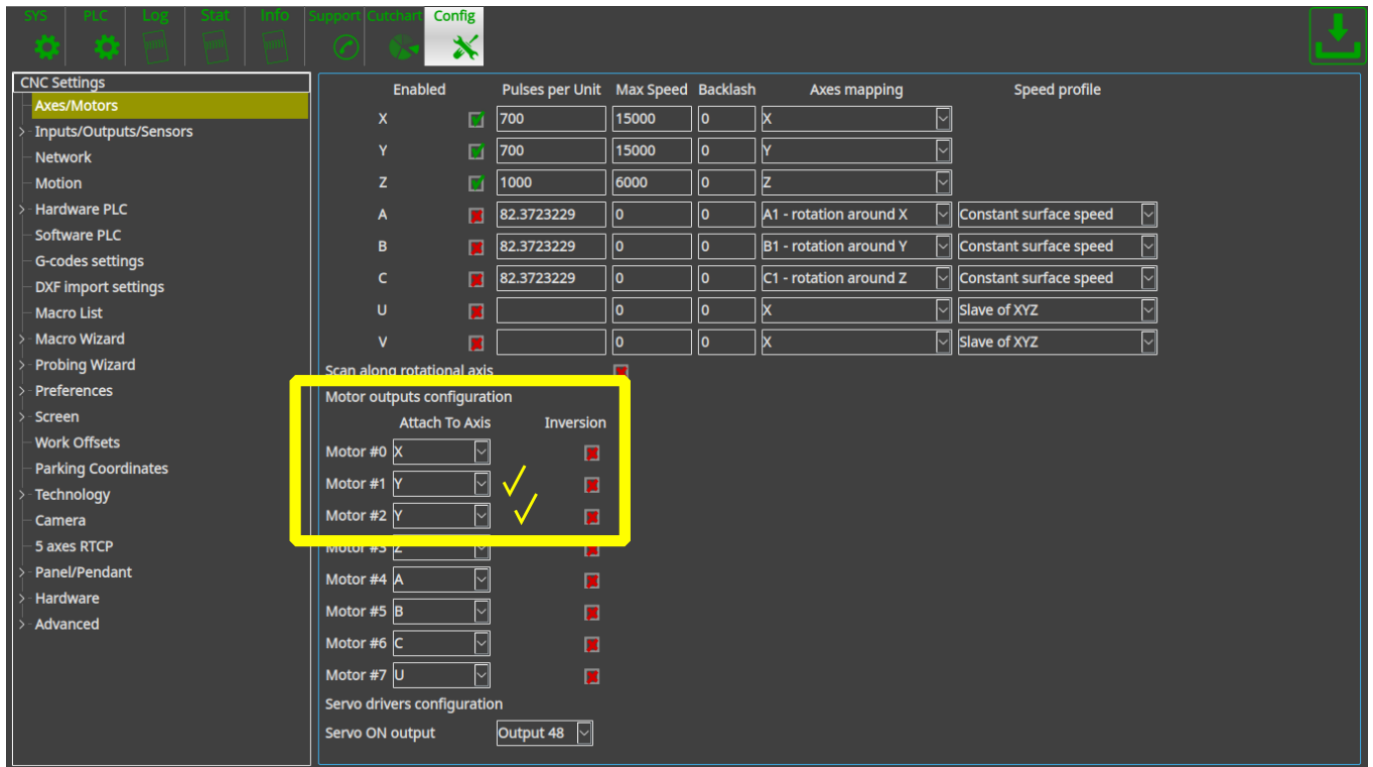 SYS PLC Log Stat Info Support Cutchart Config
CNC Settings
Axes/Motors
Inputs/Outputs/Sensors
Network
Motion
Hardware PLC
Software PLC
G-codes settings
DXF import settings
Macro List
Macro Wizard
Probing Wizard
Preferences
Screen
Work Offsets
Parking Coordinates
Technology
Camera
5 axes RTCP
Panel/Pendant
Hardware
Advanced
Enabled Pulses per Unit Max Speed Backlash Axes mapping Speed profile
X 700 15000 0 X
Y 700 15000 0 Y
Z 1000 6000 0 Z
A 82.3723229 0 0 A1 - rotation around X Constant surface speed
B 82.3723229 0 0 B1 - rotation around Y Constant surface speed
C 82.3723229 0 0 C1 - rotation around Z Constant surface speed
U 0 0 X Slave of XYZ
V 0 0 X Slave of XYZ
Scan along rotational axis
Motor outputs configuration
Attach To Axis Inversion
Motor #0 X
Motor #1 Y
Motor #2 Y
Motor #3 Z
Motor #4 A
Motor #5 B
Motor #6 C
Motor #7 U
Servo drivers configuration
Servo ON output Output 48